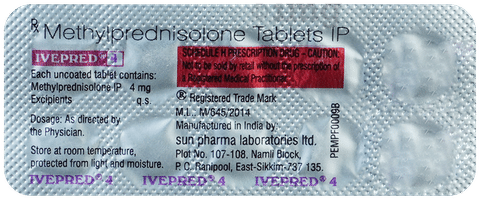 Rx Methylprednisolone Tablets IP
IVEPRED® 4
Each uncoated tablet contains:
Methylprednisolone IP 4 mg
Excipients q.s.
Dosage: As directed by
the Physician.
Store at room temperature,
protected from light and moisture.
SCHEDULE H PRESCRIPTION DRUG - CAUTION:
Not to be sold by retail without the prescription of
a Registered Medical Practitioner.
® Registered Trade Mark
M.L.: M/645/2014
Manufactured in India by:
sun pharma laboratories ltd.
Plot No. 107-108, Namli Block,
P. O. Ranipool, East-Sikkim-737 135.
PEMPF0009B
IVEPRED® 4 IVEPRED® 4 IVEPRED® 4